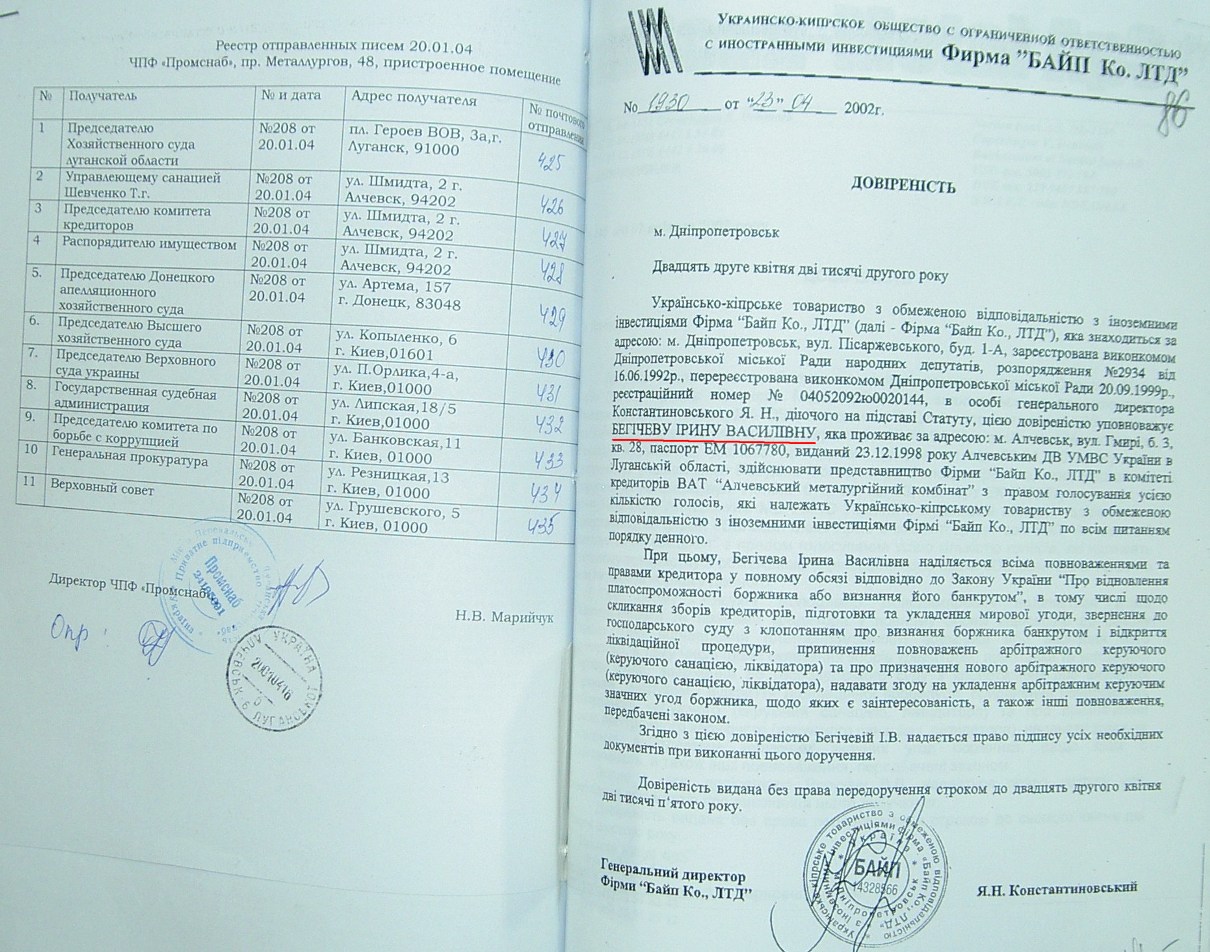 Реестр отправленных писем 20.01.04
ЧПФ «Промснаб», пр. Металлургов, 48, пристроенное помещение
№ Получатель № и дата Адрес получателя № почтового отправления
1 Председателю Хозяйственного суда луганской области №208 от 20.01.04 пл. Героев ВОВ, 3а,г. Луганск, 91000 425
2 Управляющему санацией Шевченко Т.г. №208 от 20.01.04 ул. Шмидта, 2 г. Алчевск, 94202 426
3 Председателю комитета кредиторов №208 от 20.01.04 ул. Шмидта, 2 г. Алчевск, 94202 427
4 Распорядителю имуществом №208 от 20.01.04 ул. Шмидта, 2 г. Алчевск, 94202 428
5. Председателю Донецкого апелляционного хозяйственного суда №208 от 20.01.04 ул. Артема, 157 г. Донецк, 83048 429
6. Председателю Высшего хозяйственного суда №208 от 20.01.04 ул. Копыленко, 6 г. Киев,01601 430
7. Председателю Верховного суда украины №208 от 20.01.04 ул. П.Орлика,4-а, г. Киев,01000 431
8. Государственная судебная администрация №208 от 20.01.04 ул. Липская,18/5 г. Киев,01000 432
9. Председателю комитета по борьбе с коррупцией №208 от 20.01.04 ул. Банковская,11 г. Киев, 01000 433
10 Генеральная прокуратура №208 от 20.01.04 ул. Резницкая,13 г. Киев, 01000 434
11 Верховный совет №208 от 20.01.04 ул. Грушевского, 5 г. Киев, 01000 435
Директор ЧПФ «Промснаб»
Н.В. Марийчук
Приватне підприємство
Промснаб
Україна
УКРАЇНА ПОШТА
АЛЧЕВСЬК 6 ЛУГАНСЬКОЇ
Украинско-кипрское общество с ограниченной ответственностью
с иностранными инвестициями Фирма "БАЙП Ко. ЛТД"
№ 1930 от "23" 04 2002г.
86
ДОВІРЕНІСТЬ
м. Дніпропетровськ
Двадцять друге квітня дві тисячі другого року
Українсько-кіпрське товариство з обмеженою відповідальністю з іноземними
інвестиціями Фірма "Байп Ко., ЛТД" (далі - Фірма "Байп Ко., ЛТД"), яка знаходиться за
адресою: м. Дніпропетровськ, вул. Пісаржевського, буд. 1-А, зареєстрована виконкомом
Дніпропетровської міської Ради народних депутатів, розпорядження №2934 від
16.06.1992р., перереєстрована виконкомом Дніпропетровської міської Ради 20.09.1999р.,
реєстраційний номер № 04052092ю0020144, в особі генерального директора
Константиновського Я. Н., діючого на підставі Статуту, цією довіреністю уповноважує
БЕГІЧЕВУ ІРИНУ ВАСИЛІВНУ, яка проживає за адресою: м. Алчевськ, вул. Гмирі, б. 3,
кв. 28, паспорт ЕМ 1067780, виданий 23.12.1998 року Алчевським ДВ УМВС України в
Луганській області, здійснювати представництво Фірми "Байп Ко., ЛТД" в комітеті
кредиторів ВАТ "Алчевський металургійний комбінат" з правом голосування усією
кількістю голосів, які належать Українсько-кіпрському товариству з обмеженою
відповідальністю з іноземними інвестиціями Фірмі "Байп Ко., ЛТД" по всім питанням
порядку денного.
При цьому, Бегічева Ірина Василівна наділяється всіма повноваженнями та
правами кредитора у повному обсязі відповідно до Закону України "Про відновлення
платоспроможності боржника або визнання його банкрутом", в тому числі щодо
скликання зборів кредиторів, підготовки та укладення мирової угоди, звернення до
господарського суду з клопотанням про визнання боржника банкрутом і відкриття
ліквідаційної процедури, припинення повноважень арбітражного керуючого
(керуючого санацією, ліквідатора) та про призначення нового арбітражного керуючого
(керуючого санацією, ліквідатора), надавати згоду на укладення арбітражним керуючим
значних угод боржника, щодо яких є заінтересованість, а також інші повноваження,
передбачені законом.
Згідно з цією довіреністю Бегічевій І.В. надається право підпису усіх необхідних
документів при виконанні цього доручення.
Довіреність видана без права передоручення строком до двадцять другого квітня
дві тисячі п'ятого року.
Генеральний директор
Фірми "Байп Ко., ЛТД"
Я.Н. Константиновський
БАЙП
14328566